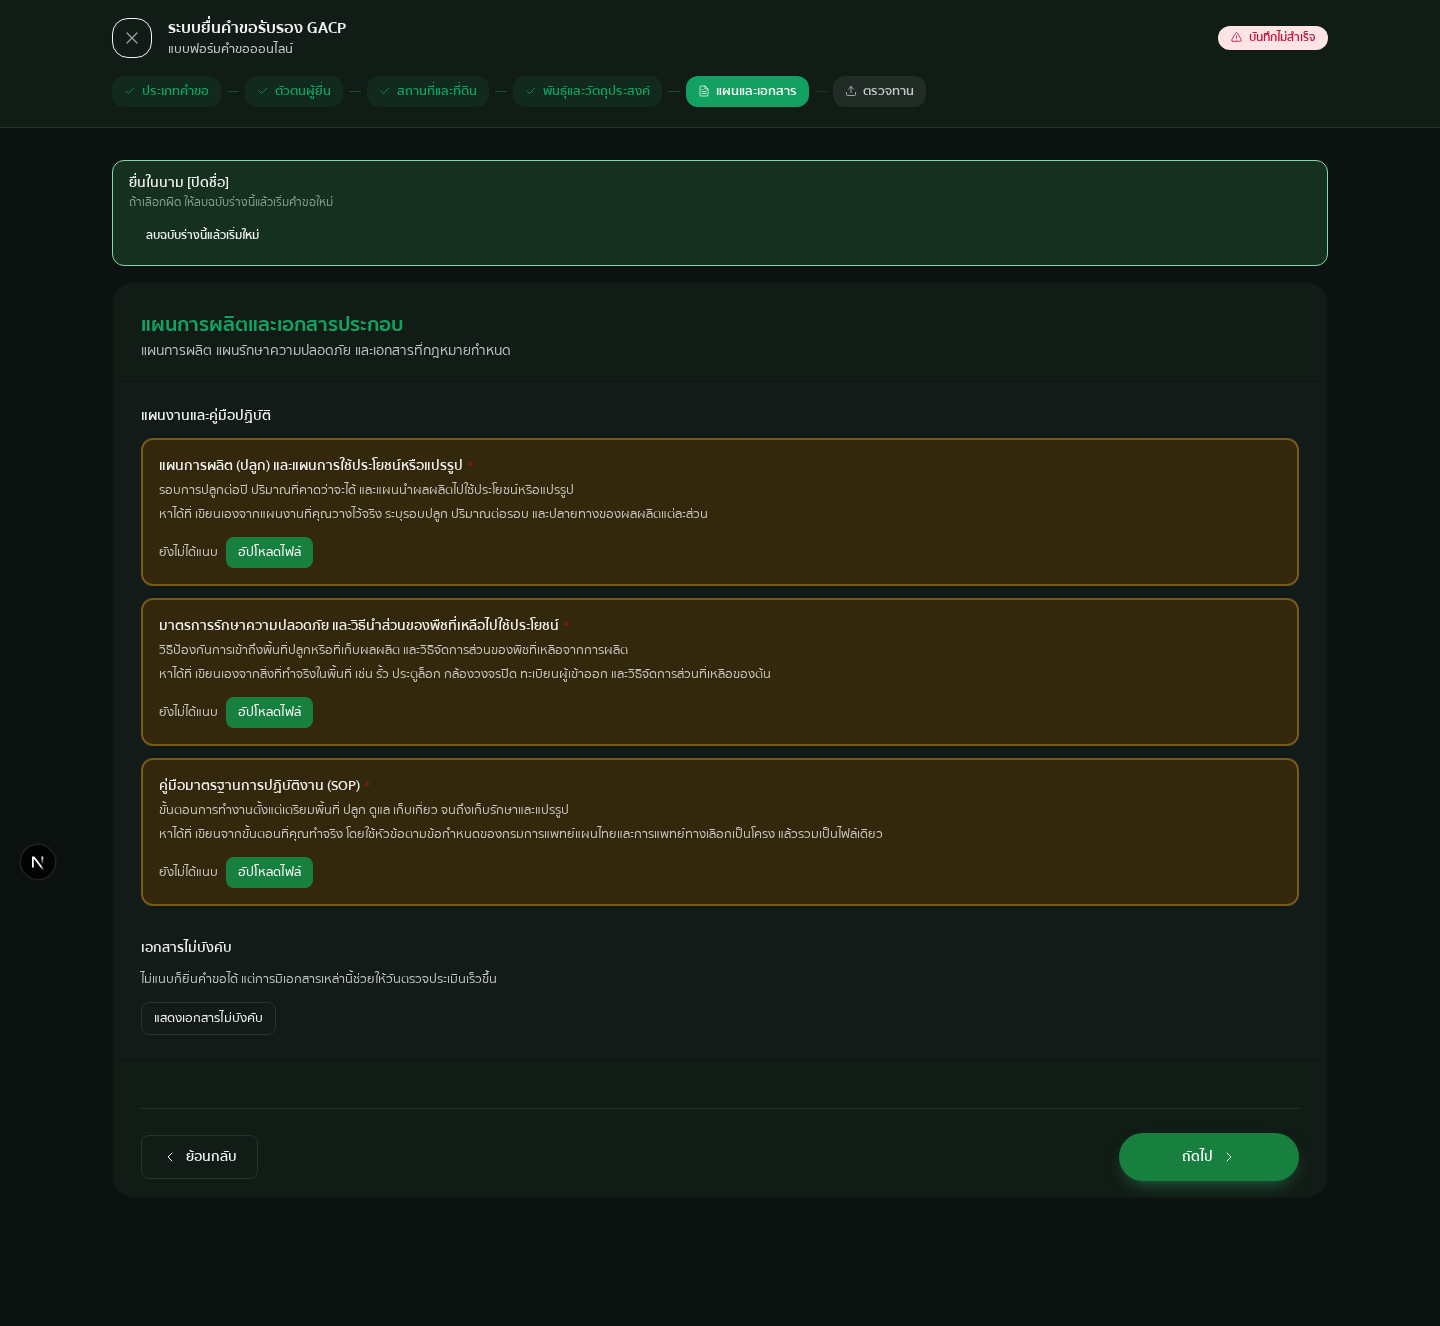 ระบบยื่นคำขอรับรอง GACP
แบบฟอร์มคำขอออนไลน์
บันทึกไม่สำเร็จ
ประเภทคำขอ
ตัวตนผู้ยื่น
สถานที่และที่ดิน
พันธุ์และวัตถุประสงค์
แผนและเอกสาร
ตรวจทาน
ยื่นในนาม [ปิดชื่อ]
ถ้าเลือกผิด ให้ลบฉบับร่างนี้แล้วเริ่มคำขอใหม่
ลบฉบับร่างนี้แล้วเริ่มใหม่
แผนการผลิตและเอกสารประกอบ
แผนการผลิต แผนรักษาความปลอดภัย และเอกสารที่กฎหมายกำหนด
แผนงานและคู่มือปฏิบัติ
แผนการผลิต (ปลูก) และแผนการใช้ประโยชน์หรือแปรรูป *
รอบการปลูกต่อปี ปริมาณที่คาดว่าจะได้ และแผนนำผลผลิตไปใช้ประโยชน์หรือแปรรูป
หาได้ที่ เขียนเองจากแผนงานที่คุณวางไว้จริง ระบุรอบปลูก ปริมาณต่อรอบ และปลายทางของผลผลิตแต่ละส่วน
ยังไม่ได้แนบ
อัปโหลดไฟล์
มาตรการรักษาความปลอดภัย และวิธีนำส่วนของพืชที่เหลือไปใช้ประโยชน์ *
วิธีป้องกันการเข้าถึงพื้นที่ปลูกหรือที่เก็บผลผลิต และวิธีจัดการส่วนของพืชที่เหลือจากการผลิต
หาได้ที่ เขียนเองจากสิ่งที่ทำจริงในพื้นที่ เช่น รั้ว ประตูล็อก กล้องวงจรปิด ทะเบียนผู้เข้าออก และวิธีจัดการส่วนที่เหลือของต้น
ยังไม่ได้แนบ
อัปโหลดไฟล์
คู่มือมาตรฐานการปฏิบัติงาน (SOP) *
ขั้นตอนการทำงานตั้งแต่เตรียมพื้นที่ ปลูก ดูแล เก็บเกี่ยว จนถึงเก็บรักษาและแปรรูป
หาได้ที่ เขียนจากขั้นตอนที่คุณทำจริง โดยใช้หัวข้อตามข้อกำหนดของกรมการแพทย์แผนไทยและการแพทย์ทางเลือกเป็นโครง แล้วรวมเป็นไฟล์เดียว
ยังไม่ได้แนบ
อัปโหลดไฟล์
เอกสารไม่บังคับ
ไม่แนบก็ยื่นคำขอได้ แต่การมีเอกสารเหล่านี้ช่วยให้วันตรวจประเมินเร็วขึ้น
แสดงเอกสารไม่บังคับ
ย้อนกลับ
ถัดไป